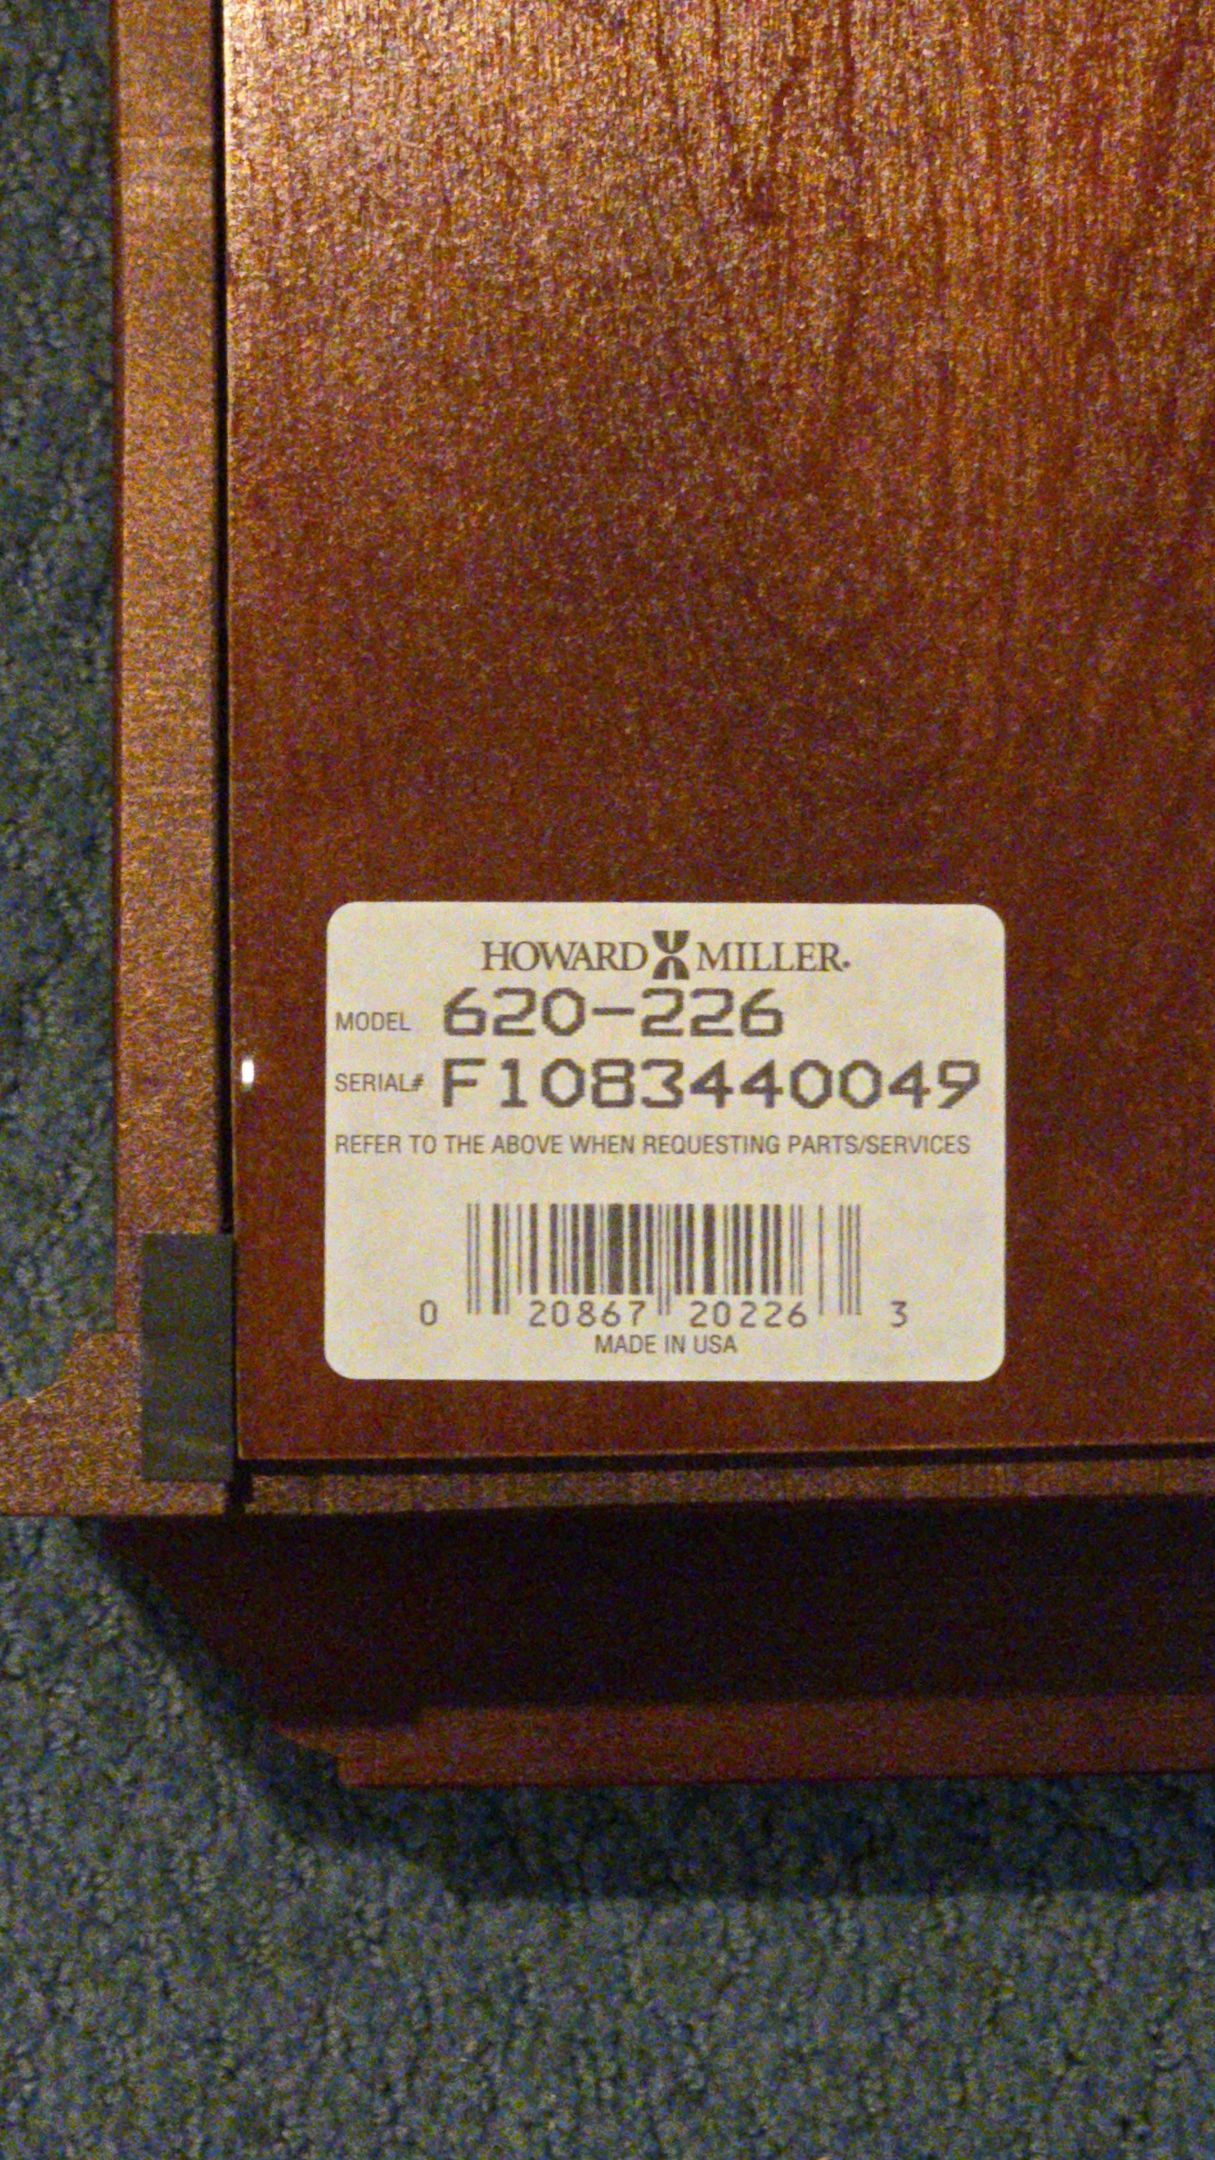 HOWARD MILLER.
MODEL 620-226
SERIAL# F1083440049
REFER TO THE ABOVE WHEN REQUESTING PARTS/SERVICES
0 20867 20226 3
MADE IN USA